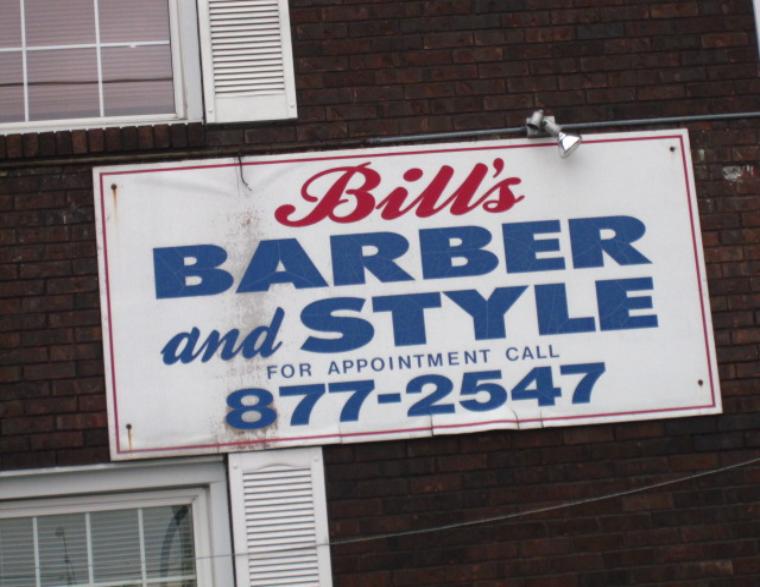 Bill's
BARBER
and STYLE
FOR APPOINTMENT CALL
877-2547